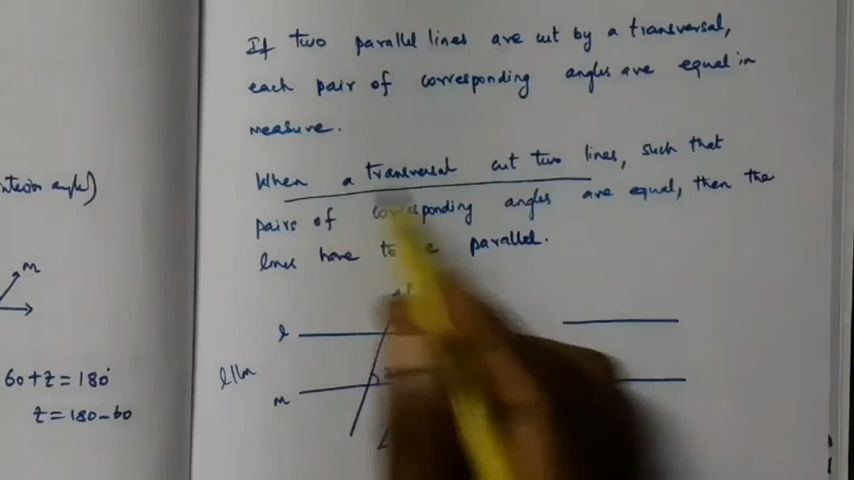 If two parallel lines are cut by a transversal,
each pair of corresponding angles are equal in
measure.
When a transversal cut two lines, such that
pairs of corresponding angles are equal, then the
lines have to be parallel.
angle)
m
60+z=180°
z=180-60
l
l||m
m